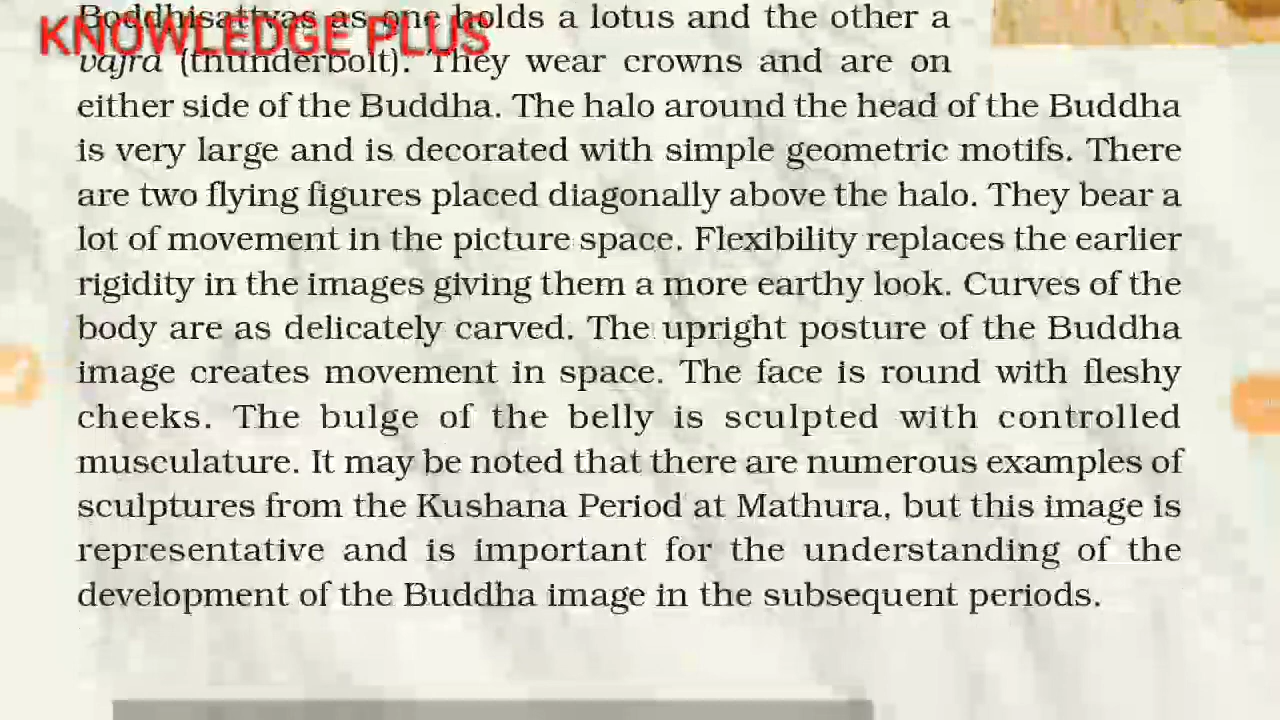 Boddhisattvas as one holds a lotus and the other a
KNOWLEDGE PLUS
vajra (thunderbolt). They wear crowns and are on
either side of the Buddha. The halo around the head of the Buddha
is very large and is decorated with simple geometric motifs. There
are two flying figures placed diagonally above the halo. They bear a
lot of movement in the picture space. Flexibility replaces the earlier
rigidity in the images giving them a more earthy look. Curves of the
body are as delicately carved. The upright posture of the Buddha
image creates movement in space. The face is round with fleshy
cheeks. The bulge of the belly is sculpted with controlled
musculature. It may be noted that there are numerous examples of
sculptures from the Kushana Period at Mathura, but this image is
representative and is important for the understanding of the
development of the Buddha image in the subsequent periods.